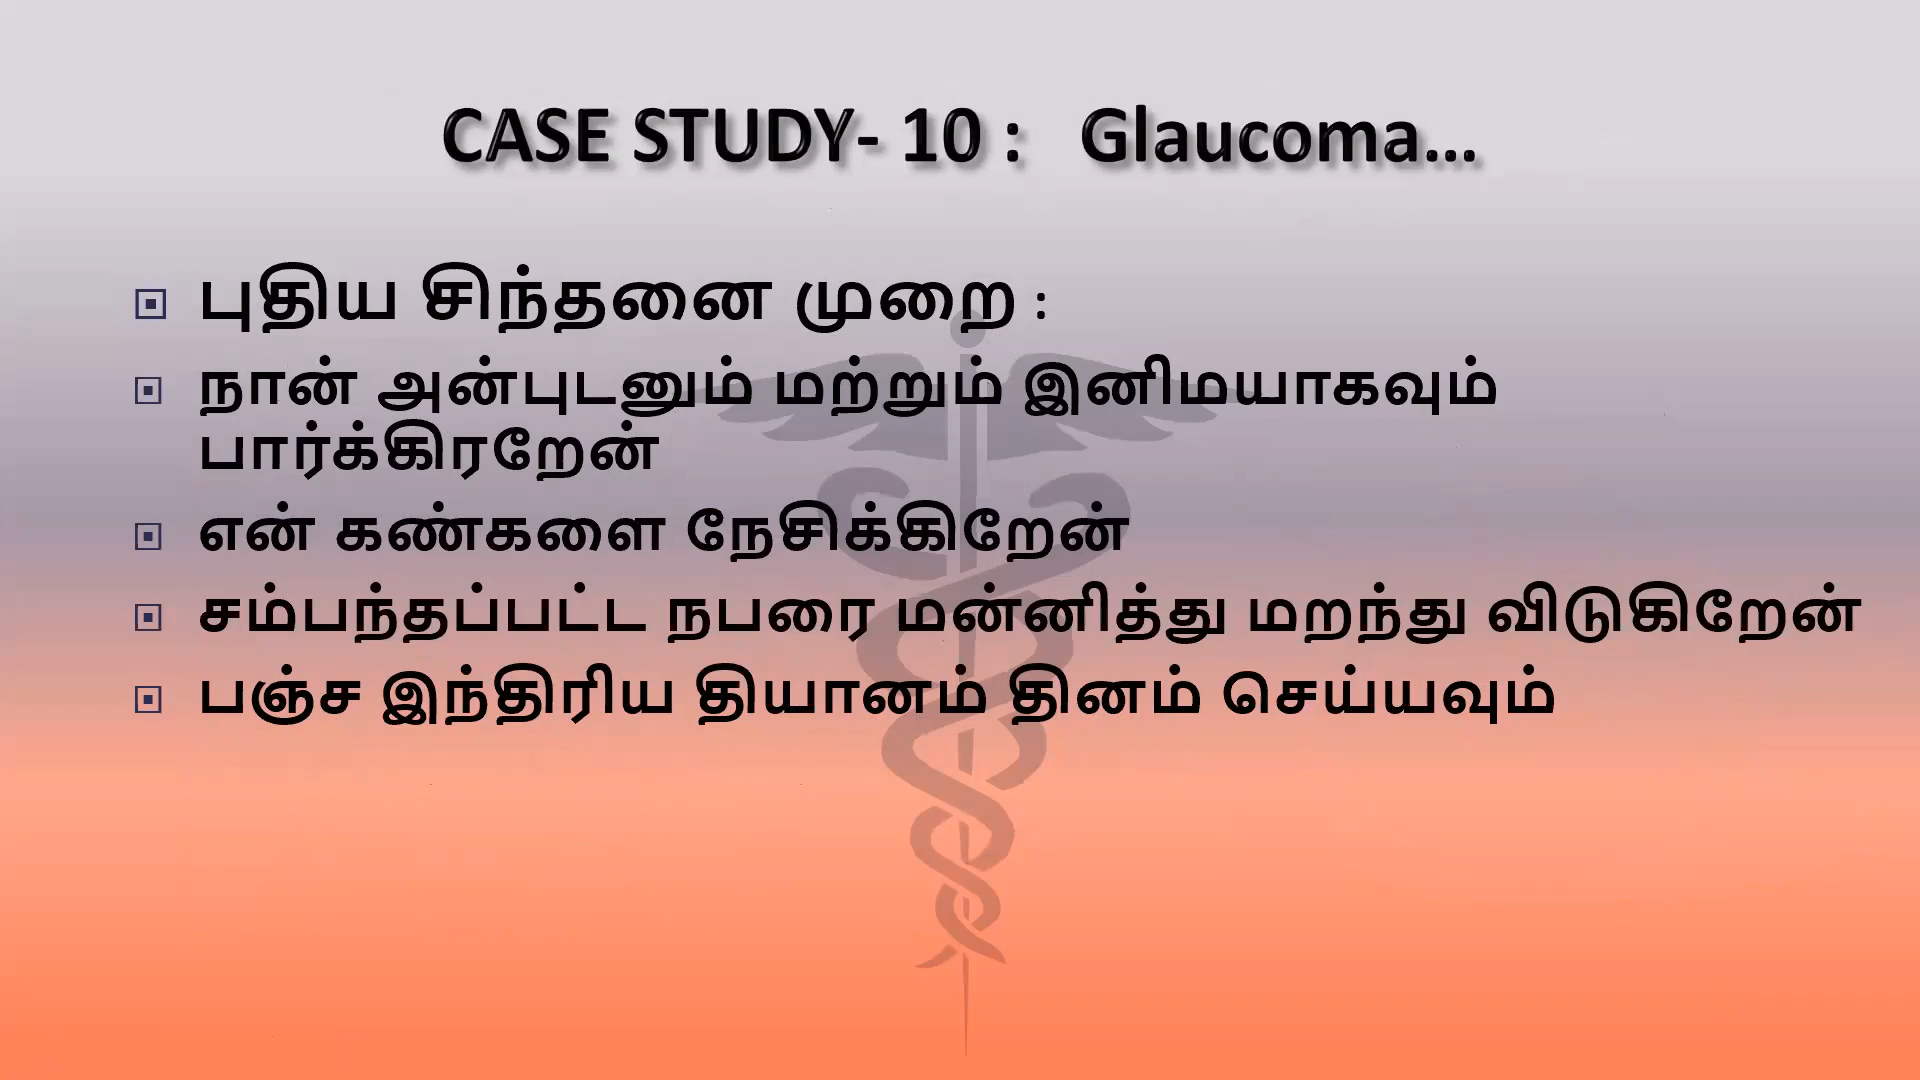 CASE STUDY- 10 :   Glaucoma...
புதிய சிந்தனை முறை :
நான் அன்புடனும் மற்றும் இனிமயாகவும்
பார்க்கிரறேன்
என் கண்களை நேசிக்கிறேன்
சம்பந்தப்பட்ட நபரை மன்னித்து மறந்து விடுகிறேன்
பஞ்ச இந்திரிய தியானம் தினம் செய்யவும்